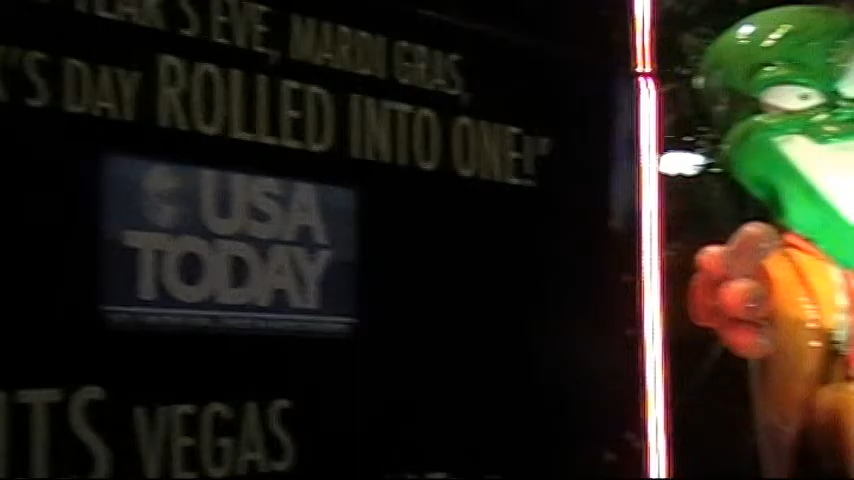 YEAR'S EVE, MARDI GRAS,
'S DAY ROLLED INTO ONE!"
USA
TODAY
ITS VEGAS